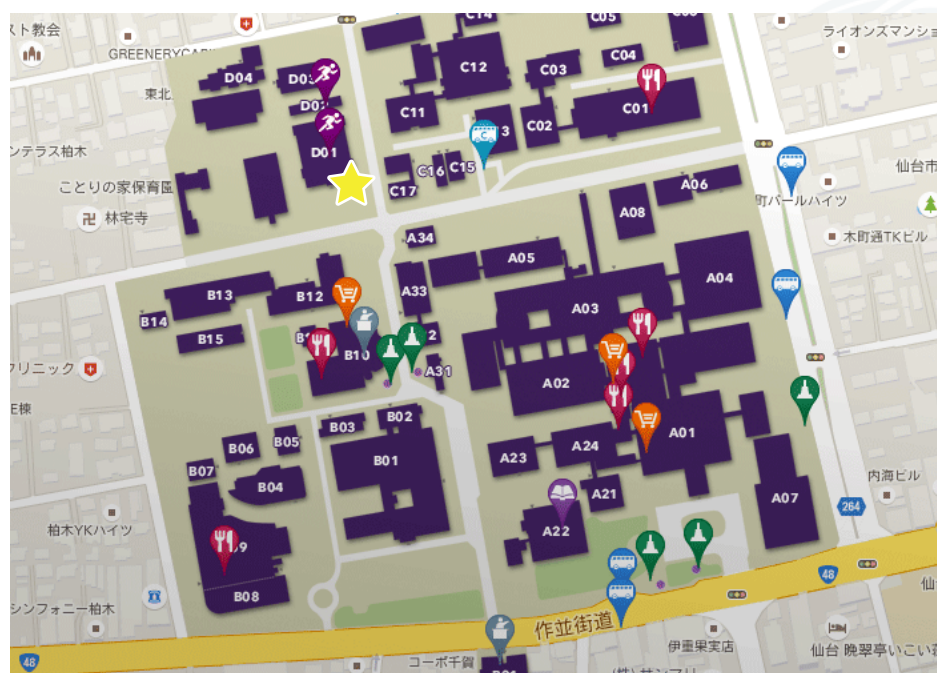 スト教会
GREENERYCA
D04
D03
C14
C05
C12
C03
C04
ライオンズマンショ
東北
D02
C11
C02
C01
3
D01
ンテラス柏木
ことりの家保育園
林宅寺
C16
C15
C17
A06
仙台市
町パールハイツ
A08
木町通TKビル
A34
A05
A04
B13
B12
A33
A03
B14
B15
B10
2
A31
クリニック
A02
E棟
B02
B03
A01
B06
B05
A23
A24
B01
B07
B04
A21
A07
内海ビル
264
柏木YKハイツ
A22
9
B08
シンフォニー柏木
48
作並街道
伊重果実店
仙
仙台 晩翠亭いこい
48
コーポ千賀